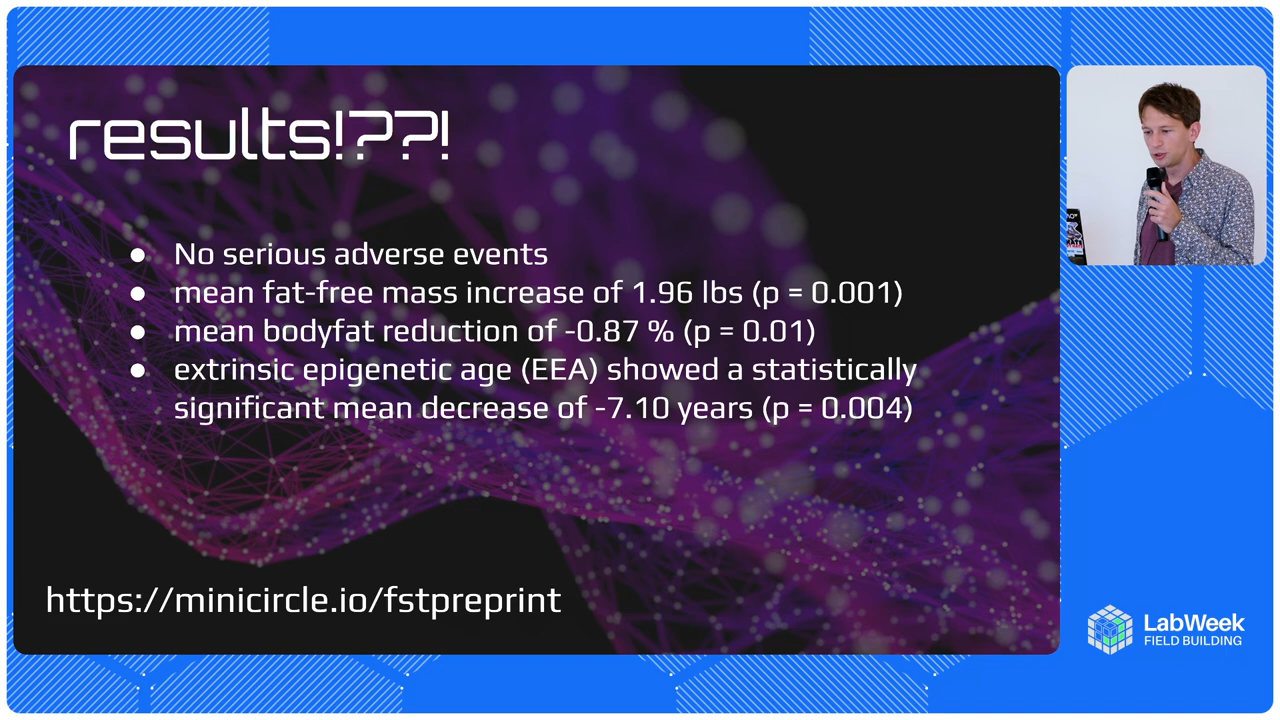 results!??!
● No serious adverse events
● mean fat-free mass increase of 1.96 lbs (p = 0.001)
● mean bodyfat reduction of -0.87 % (p = 0.01)
● extrinsic epigenetic age (EEA) showed a statistically
significant mean decrease of -7.10 years (p = 0.004)
https://minicircle.io/fstpreprint
LabWeek
FIELD BUILDING